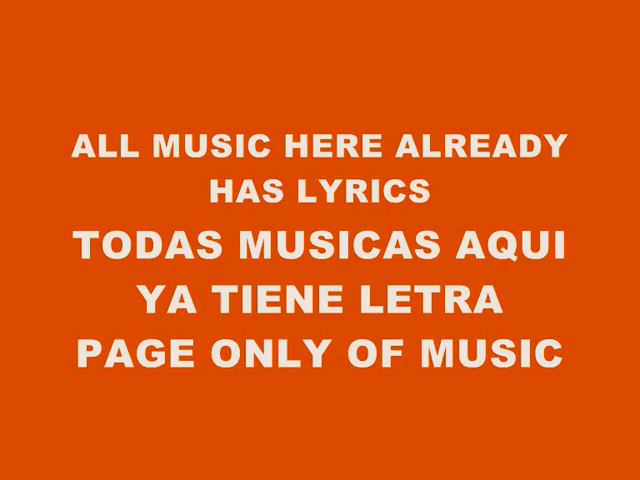 ALL MUSIC HERE ALREADY
HAS LYRICS
TODAS MUSICAS AQUI
YA TIENE LETRA
PAGE ONLY OF MUSIC